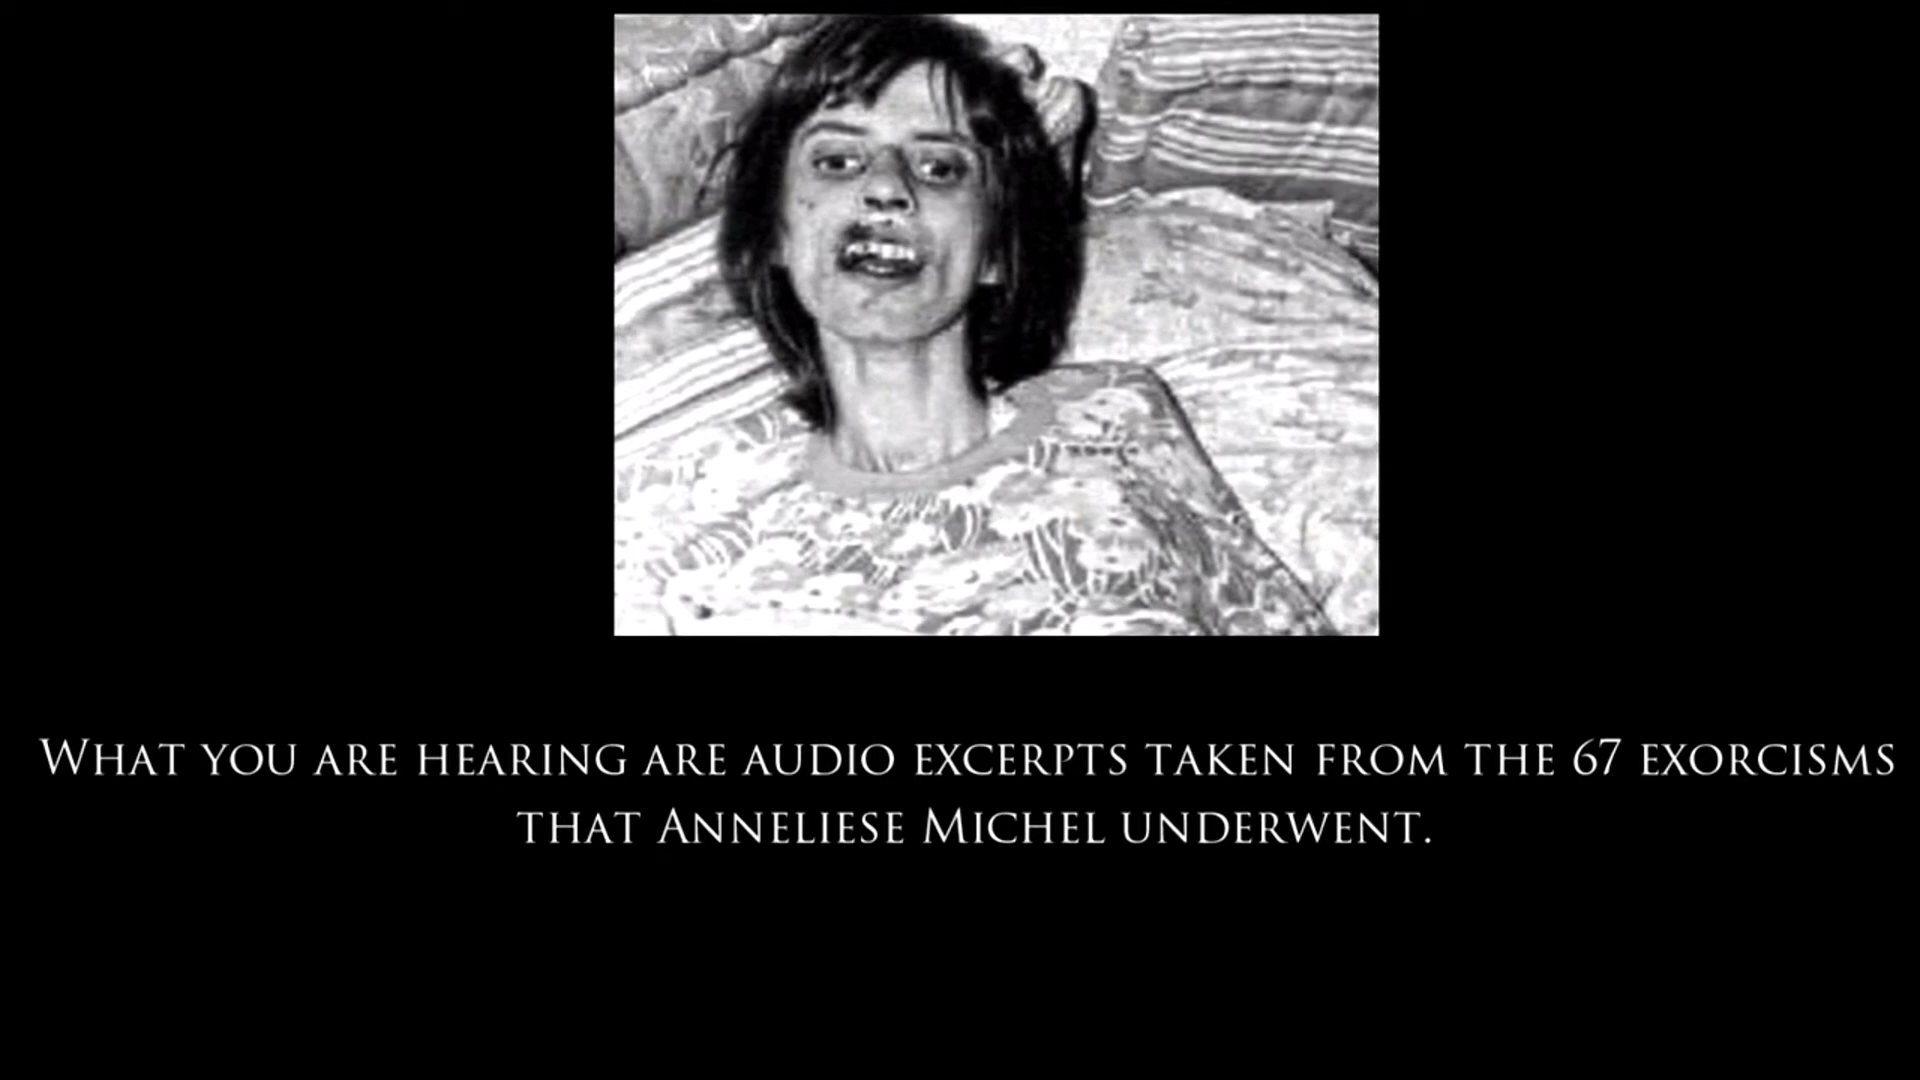 What you are hearing are audio excerpts taken from the 67 exorcisms
that Anneliese Michel underwent.